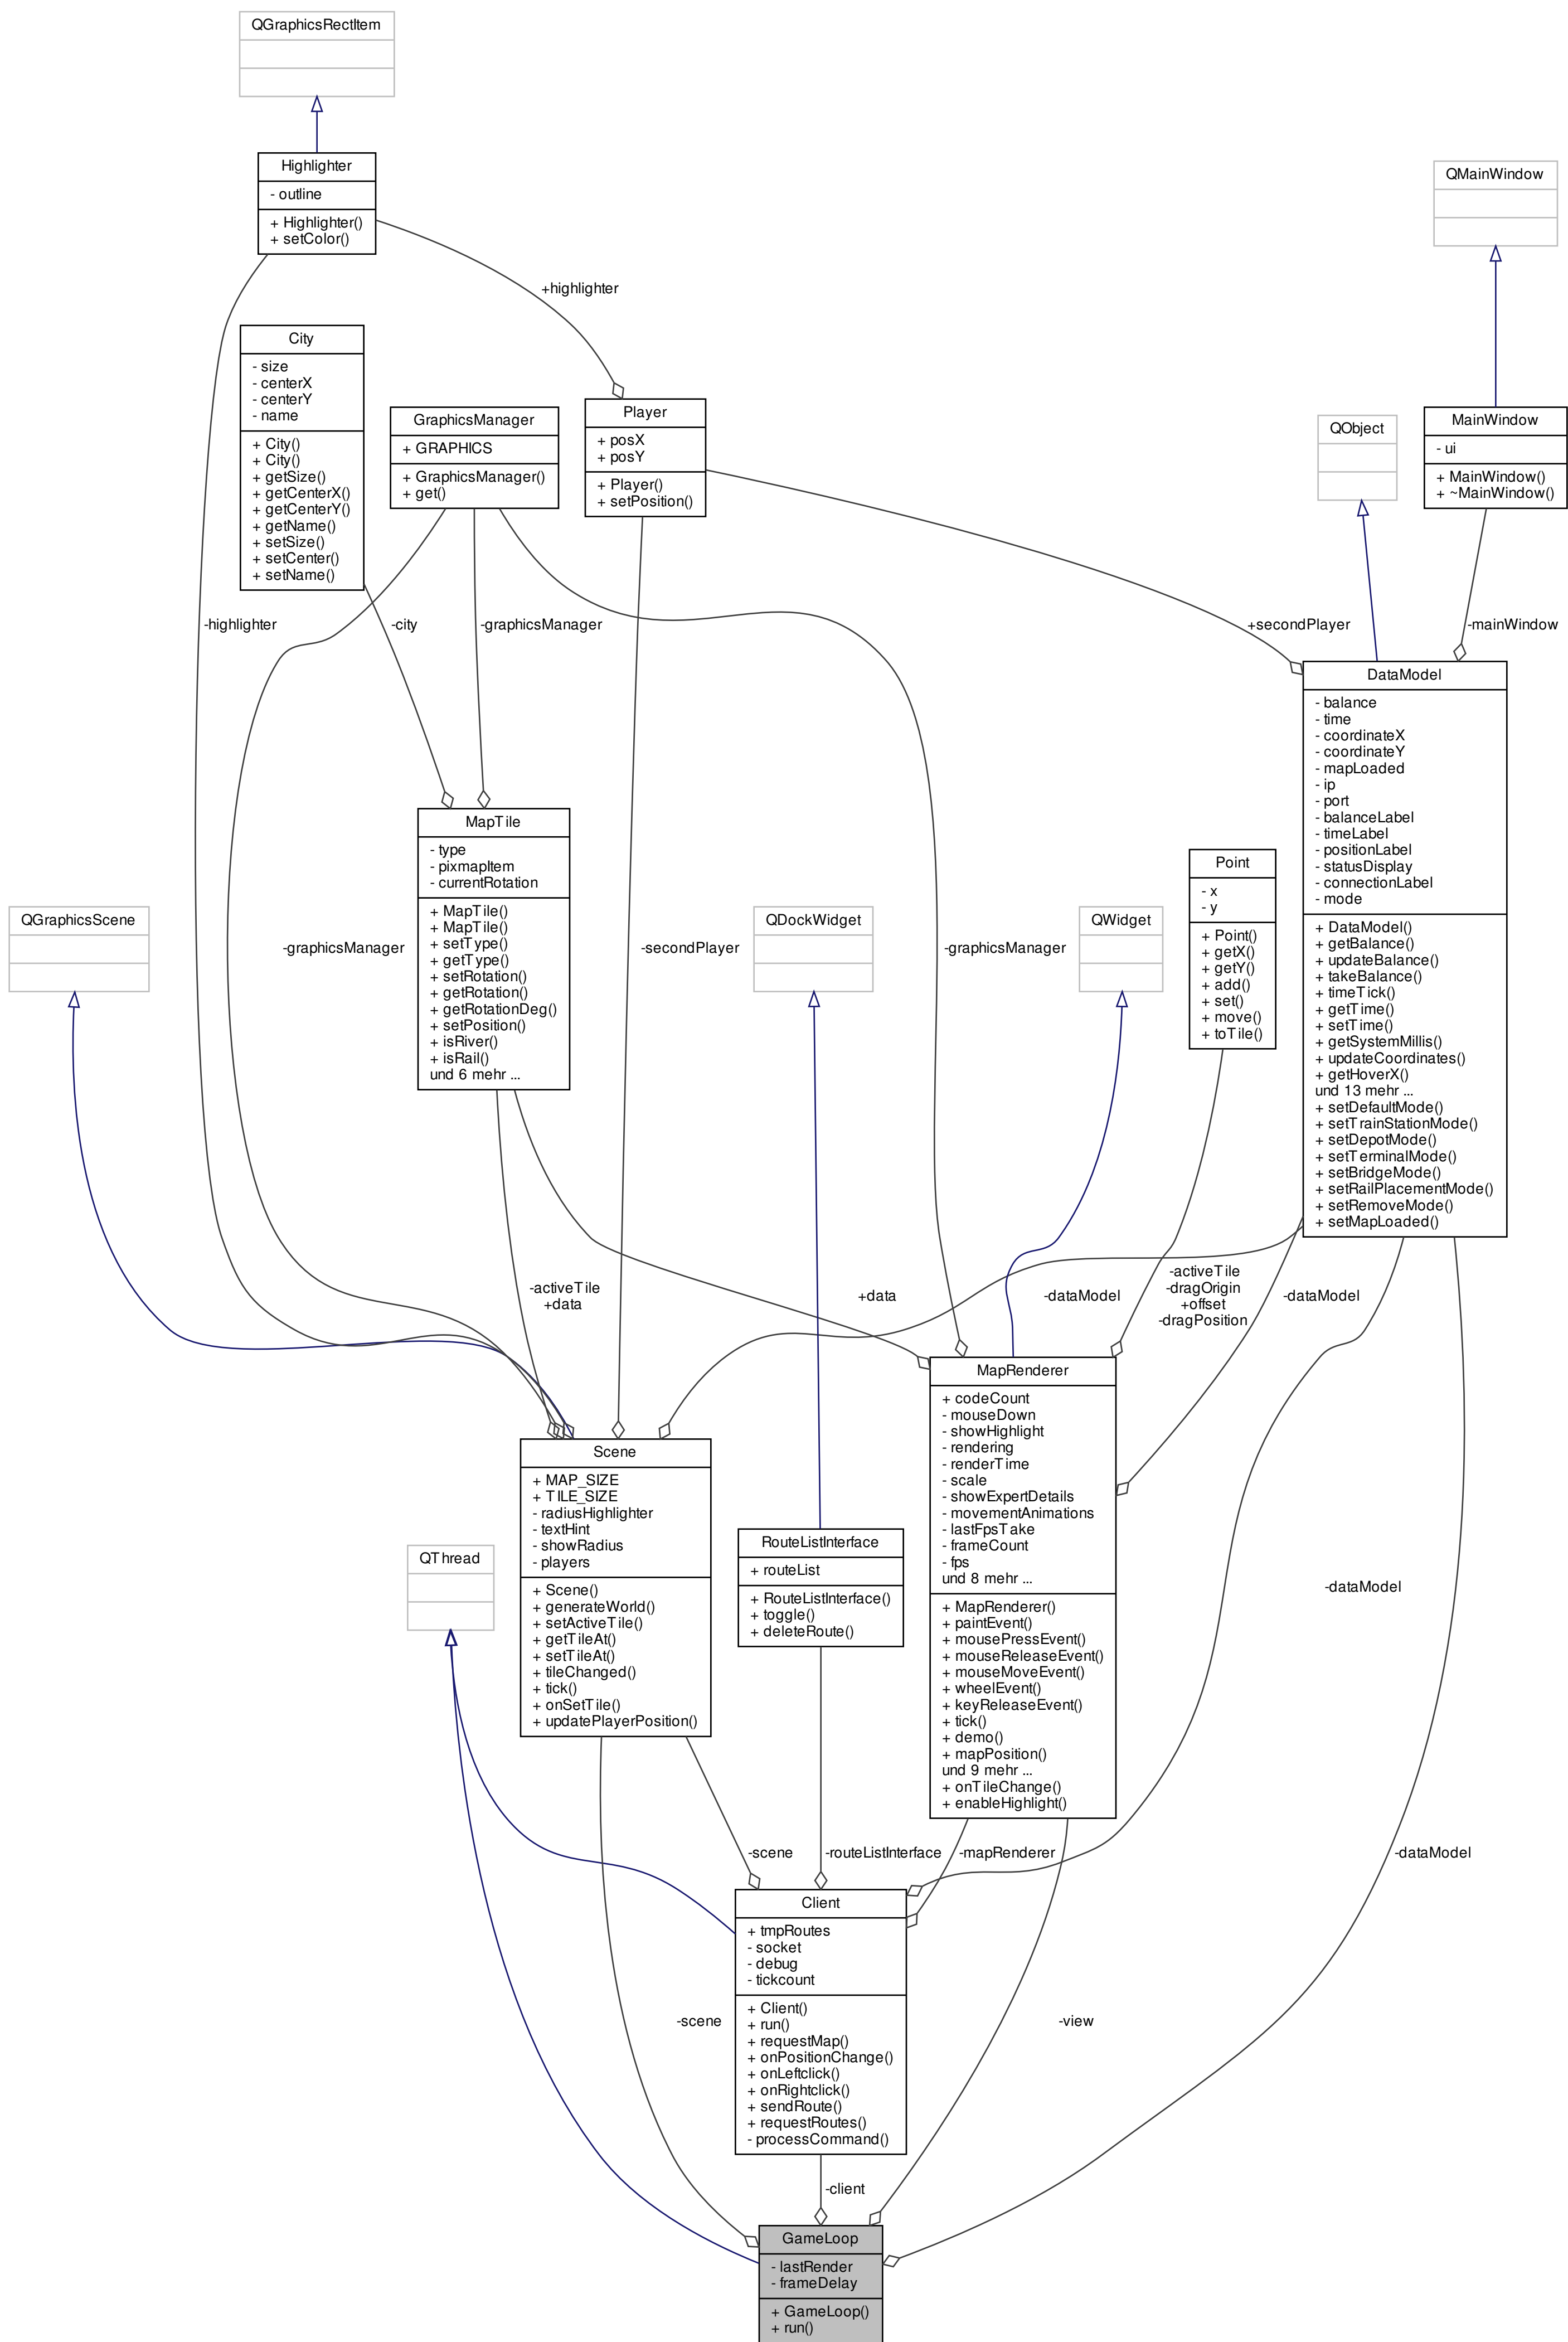 QGraphicsRectItem
Highlighter
- outline
+ Highlighter()
+ setColor()
QMainWindow
+highlighter
City
- size
- centerX
- centerY
- name
+ City()
+ City()
+ getSize()
+ getCenterX()
+ getCenterY()
+ getName()
+ setSize()
+ setCenter()
+ setName()
GraphicsManager
+ GRAPHICS
+ GraphicsManager()
+ get()
Player
+ posX
+ posY
+ Player()
+ setPosition()
QObject
MainWindow
- ui
+ MainWindow()
+ ~MainWindow()
-highlighter
-city
-graphicsManager
+secondPlayer
-mainWindow
DataModel
- balance
- time
- coordinateX
- coordinateY
- mapLoaded
- ip
- port
- balanceLabel
- timeLabel
- positionLabel
- statusDisplay
- connectionLabel
- mode
+ DataModel()
+ getBalance()
+ updateBalance()
+ takeBalance()
+ timeTick()
+ getTime()
+ setTime()
+ getSystemMillis()
+ updateCoordinates()
+ getHoverX()
und 13 mehr ...
+ setDefaultMode()
+ setTrainStationMode()
+ setDepotMode()
+ setTerminalMode()
+ setBridgeMode()
+ setRailPlacementMode()
+ setRemoveMode()
+ setMapLoaded()
MapTile
- type
- pixmapItem
- currentRotation
+ MapTile()
+ MapTile()
+ setType()
+ getType()
+ setRotation()
+ getRotation()
+ getRotationDeg()
+ setPosition()
+ isRiver()
+ isRail()
und 6 mehr ...
Point
- x
- y
+ Point()
+ getX()
+ getY()
+ add()
+ set()
+ move()
+ toTile()
QGraphicsScene
-graphicsManager
-secondPlayer
QDockWidget
-graphicsManager
QWidget
-activeTile
+data
+data
-dataModel
-activeTile
-dragOrigin
+offset
-dragPosition
-dataModel
MapRenderer
+ codeCount
- mouseDown
- showHighlight
- rendering
- renderTime
- scale
- showExpertDetails
- movementAnimations
- lastFpsTake
- frameCount
- fps
und 8 mehr ...
+ MapRenderer()
+ paintEvent()
+ mousePressEvent()
+ mouseReleaseEvent()
+ mouseMoveEvent()
+ wheelEvent()
+ keyReleaseEvent()
+ tick()
+ demo()
+ mapPosition()
und 9 mehr ...
+ onTileChange()
+ enableHighlight()
Scene
+ MAP_SIZE
+ TILE_SIZE
- radiusHighlighter
- textHint
- showRadius
- players
+ Scene()
+ generateWorld()
+ setActiveTile()
+ getTileAt()
+ setTileAt()
+ tileChanged()
+ tick()
+ onSetTile()
+ updatePlayerPosition()
RouteListInterface
+ routeList
+ RouteListInterface()
+ toggle()
+ deleteRoute()
QThread
-dataModel
-scene
-routeListInterface
-mapRenderer
-dataModel
Client
+ tmpRoutes
- socket
- debug
- tickcount
+ Client()
+ run()
+ requestMap()
+ onPositionChange()
+ onLeftclick()
+ onRightclick()
+ sendRoute()
+ requestRoutes()
- processCommand()
-scene
-view
-client
GameLoop
- lastRender
- frameDelay
+ GameLoop()
+ run()